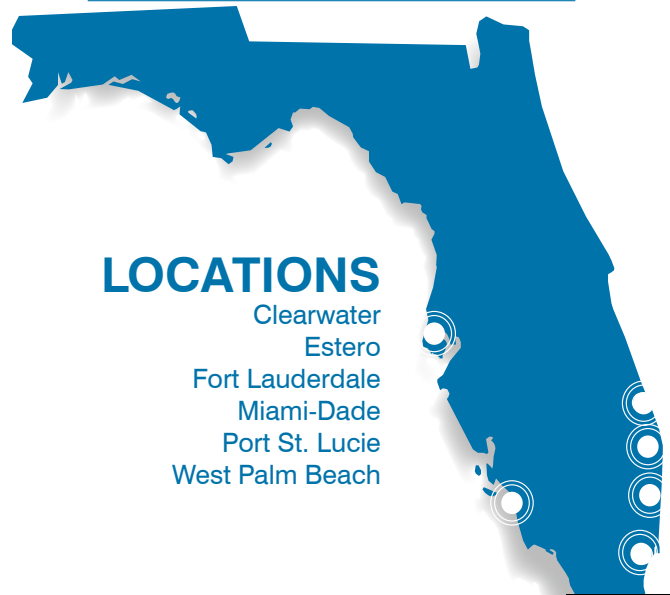 LOCATIONS
Clearwater
Estero
Fort Lauderdale
Miami-Dade
Port St. Lucie
West Palm Beach